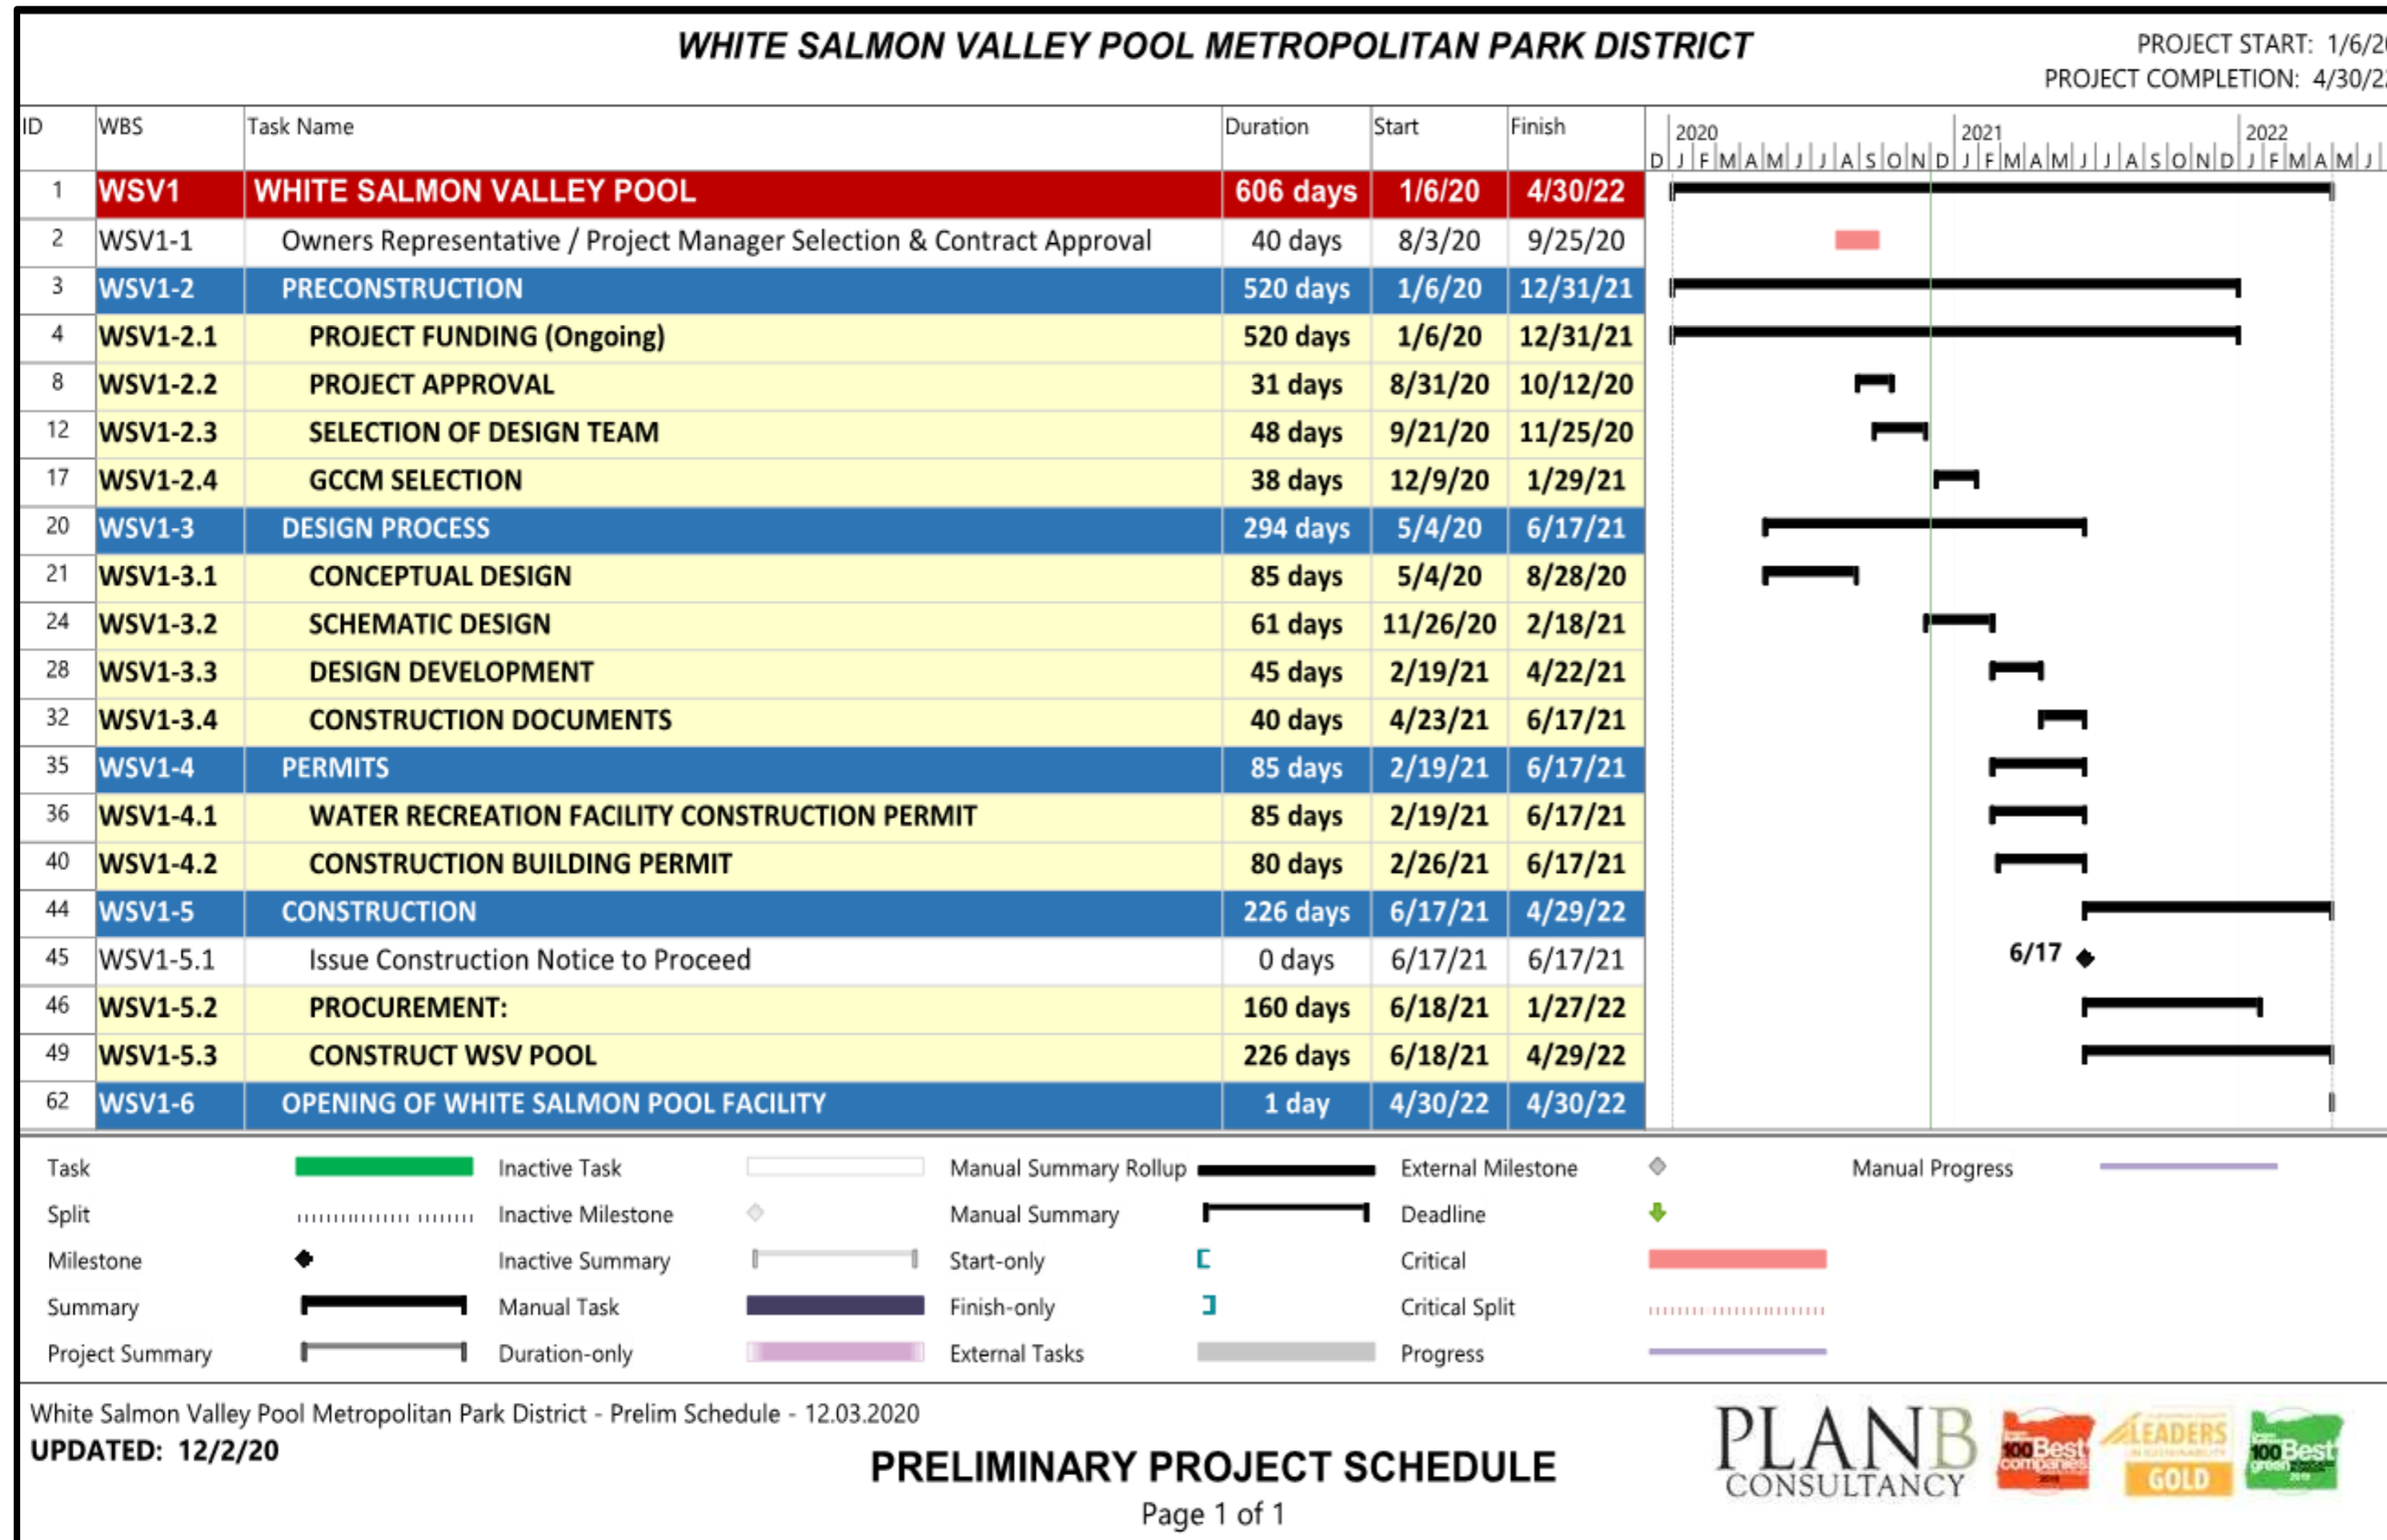 WHITE SALMON VALLEY POOL METROPOLITAN PARK DISTRICT
PROJECT START: 1/6/20
PROJECT COMPLETION: 4/30/22
ID WBS Task Name Duration Start Finish 2020 2021 2022
D J F M A M J J A S O N D J F M A M J J A S O N D J F M A M J
1 WSV1 WHITE SALMON VALLEY POOL 606 days 1/6/20 4/30/22
2 WSV1-1 Owners Representative / Project Manager Selection & Contract Approval 40 days 8/3/20 9/25/20
3 WSV1-2 PRECONSTRUCTION 520 days 1/6/20 12/31/21
4 WSV1-2.1 PROJECT FUNDING (Ongoing) 520 days 1/6/20 12/31/21
8 WSV1-2.2 PROJECT APPROVAL 31 days 8/31/20 10/12/20
12 WSV1-2.3 SELECTION OF DESIGN TEAM 48 days 9/21/20 11/25/20
17 WSV1-2.4 GCCM SELECTION 38 days 12/9/20 1/29/21
20 WSV1-3 DESIGN PROCESS 294 days 5/4/20 6/17/21
21 WSV1-3.1 CONCEPTUAL DESIGN 85 days 5/4/20 8/28/20
24 WSV1-3.2 SCHEMATIC DESIGN 61 days 11/26/20 2/18/21
28 WSV1-3.3 DESIGN DEVELOPMENT 45 days 2/19/21 4/22/21
32 WSV1-3.4 CONSTRUCTION DOCUMENTS 40 days 4/23/21 6/17/21
35 WSV1-4 PERMITS 85 days 2/19/21 6/17/21
36 WSV1-4.1 WATER RECREATION FACILITY CONSTRUCTION PERMIT 85 days 2/19/21 6/17/21
40 WSV1-4.2 CONSTRUCTION BUILDING PERMIT 80 days 2/26/21 6/17/21
44 WSV1-5 CONSTRUCTION 226 days 6/17/21 4/29/22
45 WSV1-5.1 Issue Construction Notice to Proceed 0 days 6/17/21 6/17/21 6/17
46 WSV1-5.2 PROCUREMENT: 160 days 6/18/21 1/27/22
49 WSV1-5.3 CONSTRUCT WSV POOL 226 days 6/18/21 4/29/22
62 WSV1-6 OPENING OF WHITE SALMON POOL FACILITY 1 day 4/30/22 4/30/22
Task Inactive Task Manual Summary Rollup External Milestone Manual Progress
Split Inactive Milestone Manual Summary Deadline
Milestone Inactive Summary Start-only Critical
Summary Manual Task Finish-only Critical Split
Project Summary Duration-only External Tasks Progress
White Salmon Valley Pool Metropolitan Park District - Prelim Schedule - 12.03.2020
UPDATED: 12/2/20
PRELIMINARY PROJECT SCHEDULE
Page 1 of 1
PLANB
CONSULTANCY
100 Best
companies
LEADERS
GOLD
100 Best
green